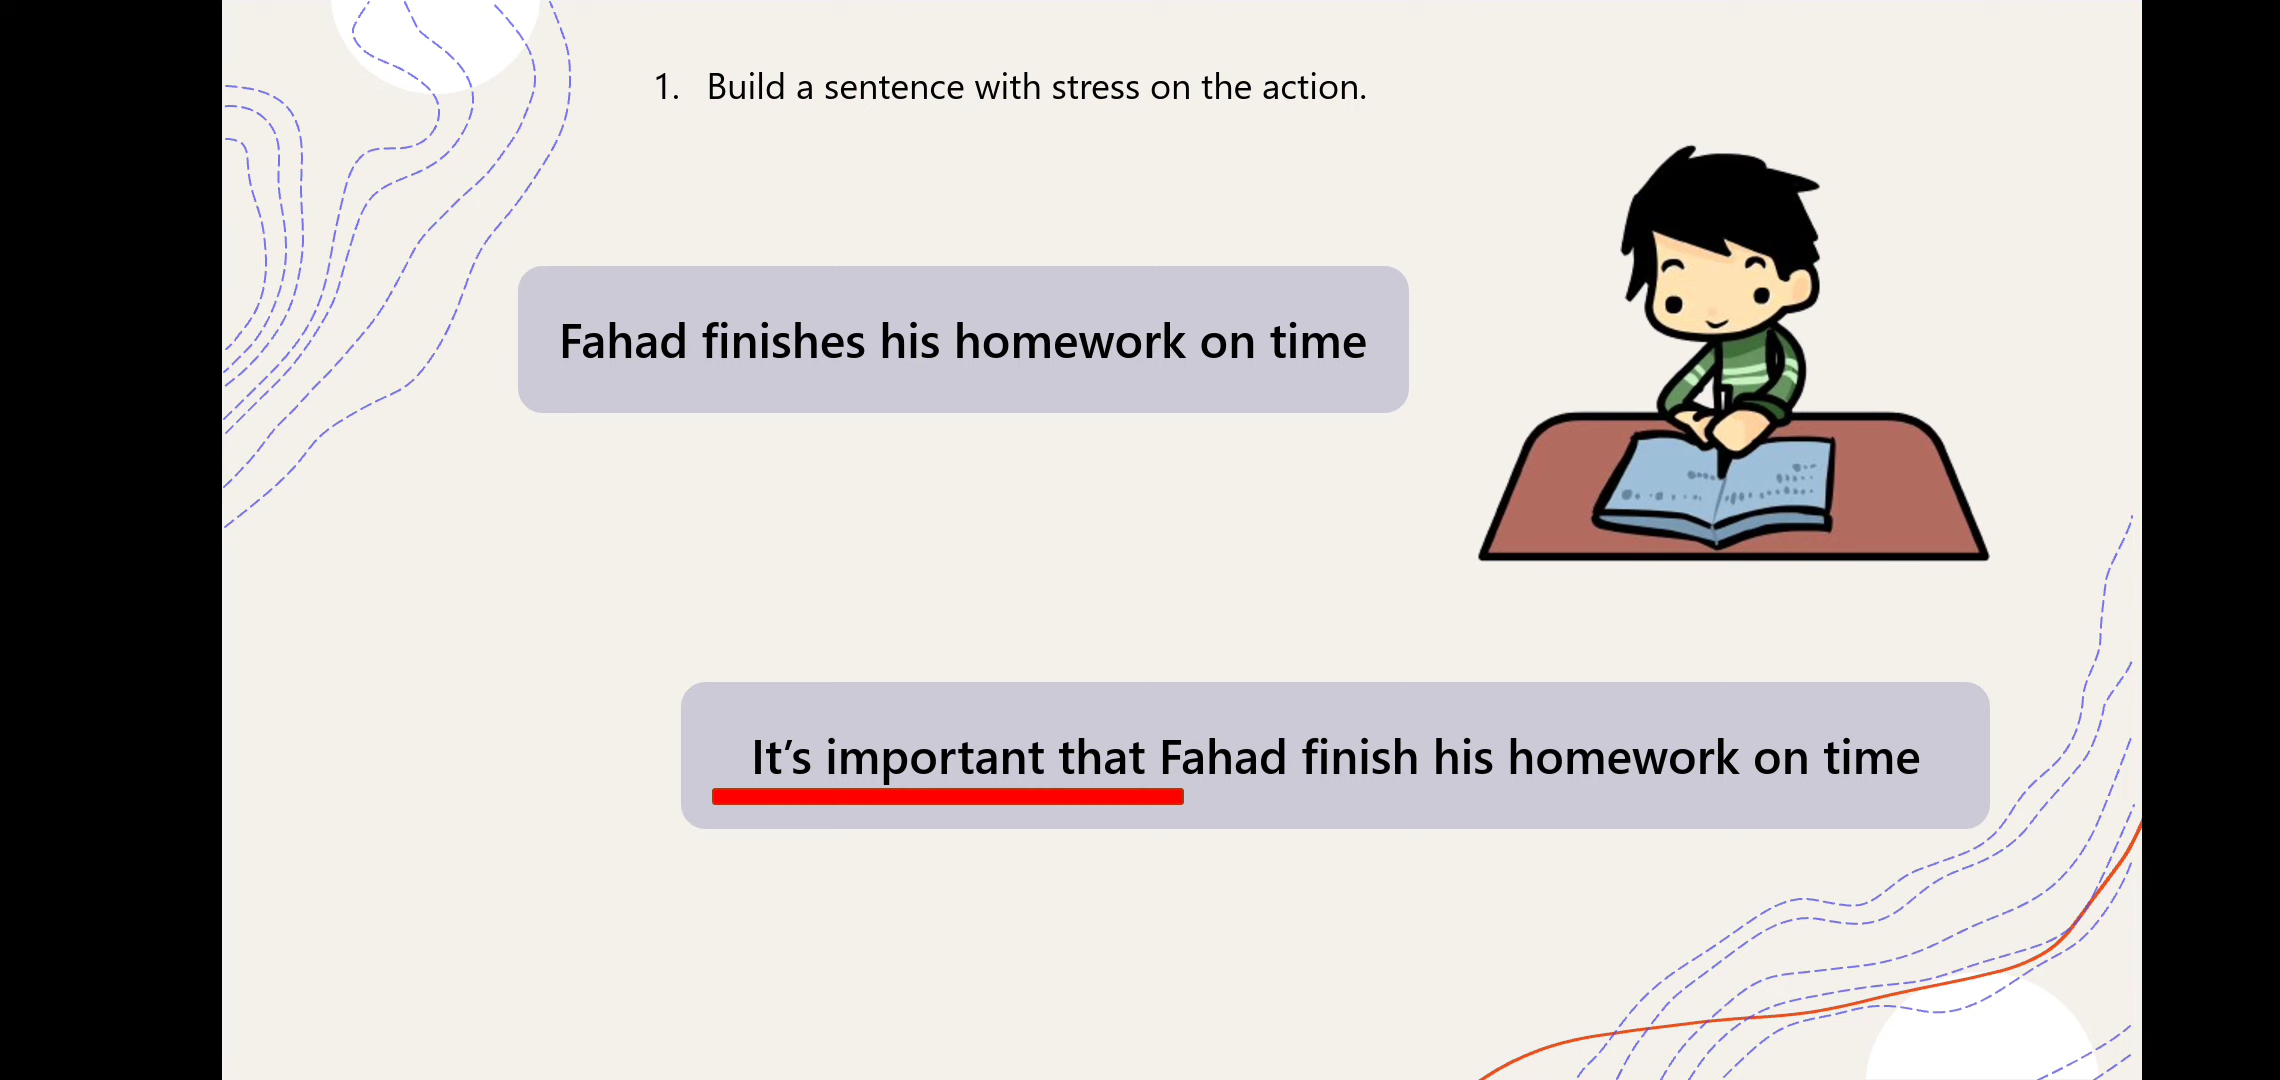 1. Build a sentence with stress on the action.
Fahad finishes his homework on time
It’s important that Fahad finish his homework on time